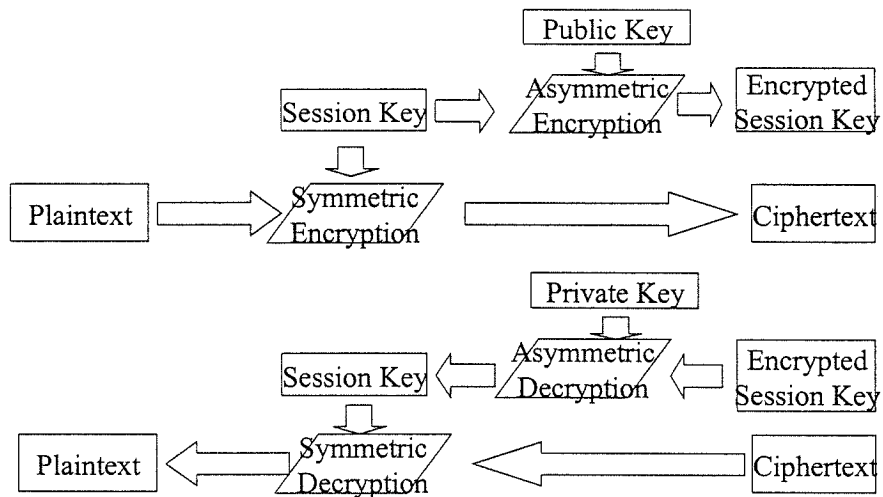 Public Key
Session Key
Asymmetric
Encryption
Encrypted
Session Key
Plaintext
Symmetric
Encryption
Ciphertext
Private Key
Session Key
Asymmetric
Decryption
Encrypted
Session Key
Plaintext
Symmetric
Decryption
Ciphertext